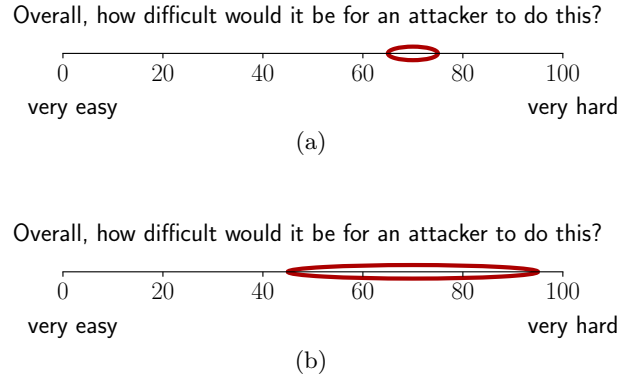 Overall, how difficult would it be for an attacker to do this?
0 20 40 60 80 100
very easy very hard
(a)
Overall, how difficult would it be for an attacker to do this?
0 20 40 60 80 100
very easy very hard
(b)